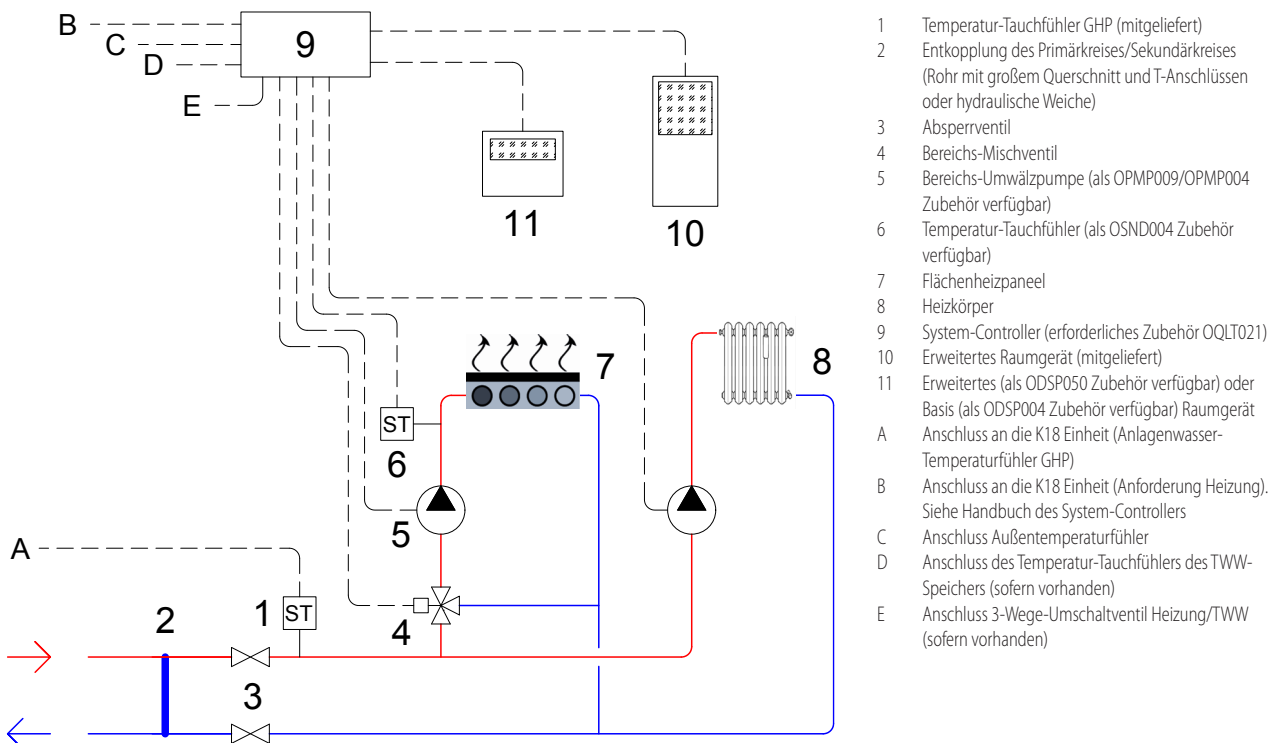 B
C
D
E
9
11
10
ST
6
7
8
5
A
1
ST
2
4
3
1 Temperatur-Tauchfühler GHP (mitgeliefert)
2 Entkopplung des Primärkreises/Sekundärkreises
(Rohr mit großem Querschnitt und T-Anschlüssen
oder hydraulische Weiche)
3 Absperrventil
4 Bereichs-Mischventil
5 Bereichs-Umwälzpumpe (als OPMP009/OPMP004
Zubehör verfügbar)
6 Temperatur-Tauchfühler (als OSND004 Zubehör
verfügbar)
7 Flächenheizpaneel
8 Heizkörper
9 System-Controller (erforderliches Zubehör OQLT021)
10 Erweitertes Raumgerät (mitgeliefert)
11 Erweitertes (als ODSP050 Zubehör verfügbar) oder
Basis (als ODSP004 Zubehör verfügbar) Raumgerät
A Anschluss an die K18 Einheit (Anlagenwasser-
Temperaturfühler GHP)
B Anschluss an die K18 Einheit (Anforderung Heizung).
Siehe Handbuch des System-Controllers
C Anschluss Außentemperaturfühler
D Anschluss des Temperatur-Tauchfühlers des TWW-
Speichers (sofern vorhanden)
E Anschluss 3-Wege-Umschaltventil Heizung/TWW
(sofern vorhanden)